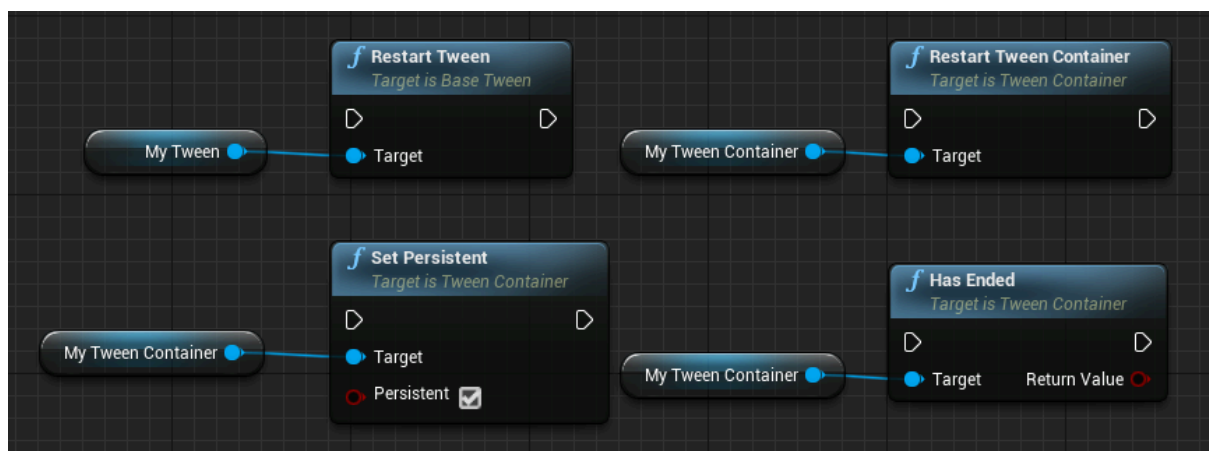 f Restart Tween
Target is Base Tween
My Tween
Target
f Restart Tween Container
Target is Tween Container
My Tween Container
Target
f Set Persistent
Target is Tween Container
My Tween Container
Target
Persistent
f Has Ended
Target is Tween Container
My Tween Container
Target Return Value